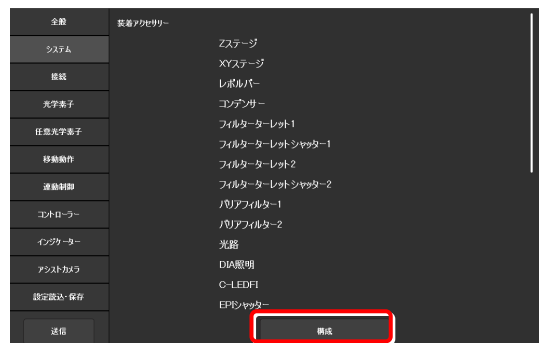 全般
システム
接続
光学素子
任意光学素子
移動動作
連動制御
コントローラー
インジケーター
アシストカメラ
設定読込・保存
送信
装着アクセサリー
Zステージ
XYステージ
レボルバー
コンデンサー
フィルターターレット1
フィルターターレットシャッター1
フィルターターレット2
フィルターターレットシャッター2
バリアフィルター1
バリアフィルター2
光路
DIA照明
C-LEDFI
EPIシャッター
構成